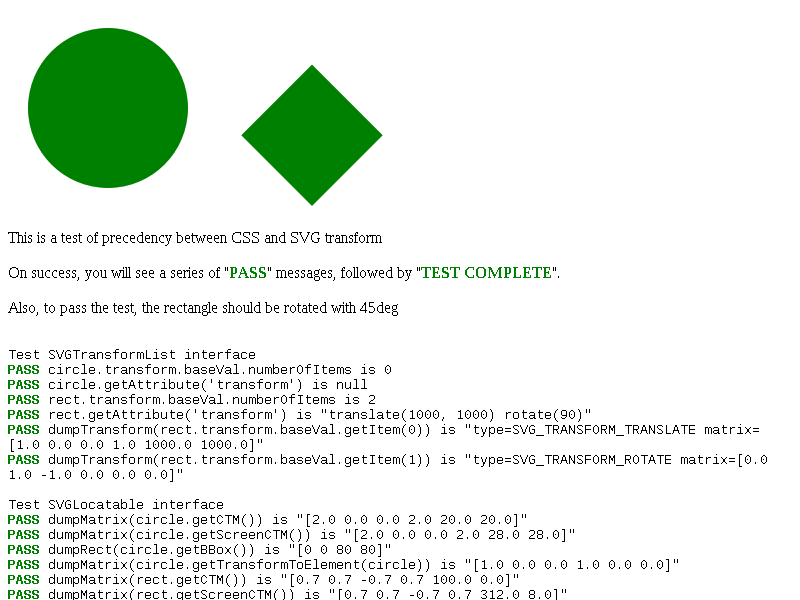 This is a test of precedency between CSS and SVG transform
On success, you will see a series of "PASS" messages, followed by "TEST COMPLETE".
Also, to pass the test, the rectangle should be rotated with 45deg
Test SVGTransformList interface
PASS circle.transform.baseVal.numberOfItems is 0
PASS circle.getAttribute('transform') is null
PASS rect.transform.baseVal.numberOfItems is 2
PASS rect.getAttribute('transform') is "translate(1000, 1000) rotate(90)"
PASS dumpTransform(rect.transform.baseVal.getItem(0)) is "type=SVG_TRANSFORM_TRANSLATE matrix=
[1.0 0.0 0.0 1.0 1000.0 1000.0]"
PASS dumpTransform(rect.transform.baseVal.getItem(1)) is "type=SVG_TRANSFORM_ROTATE matrix=[0.0
1.0 -1.0 0.0 0.0 0.0]"
Test SVGLocatable interface
PASS dumpMatrix(circle.getCTM()) is "[2.0 0.0 0.0 2.0 20.0 20.0]"
PASS dumpMatrix(circle.getScreenCTM()) is "[2.0 0.0 0.0 2.0 28.0 28.0]"
PASS dumpRect(circle.getBBox()) is "[0 0 80 80]"
PASS dumpMatrix(circle.getTransformToElement(circle)) is "[1.0 0.0 0.0 1.0 0.0 0.0]"
PASS dumpMatrix(rect.getCTM()) is "[0.7 0.7 -0.7 0.7 100.0 0.0]"
PASS dumpMatrix(rect.getScreenCTM()) is "[0.7 0.7 -0.7 0.7 312.0 8.0]"